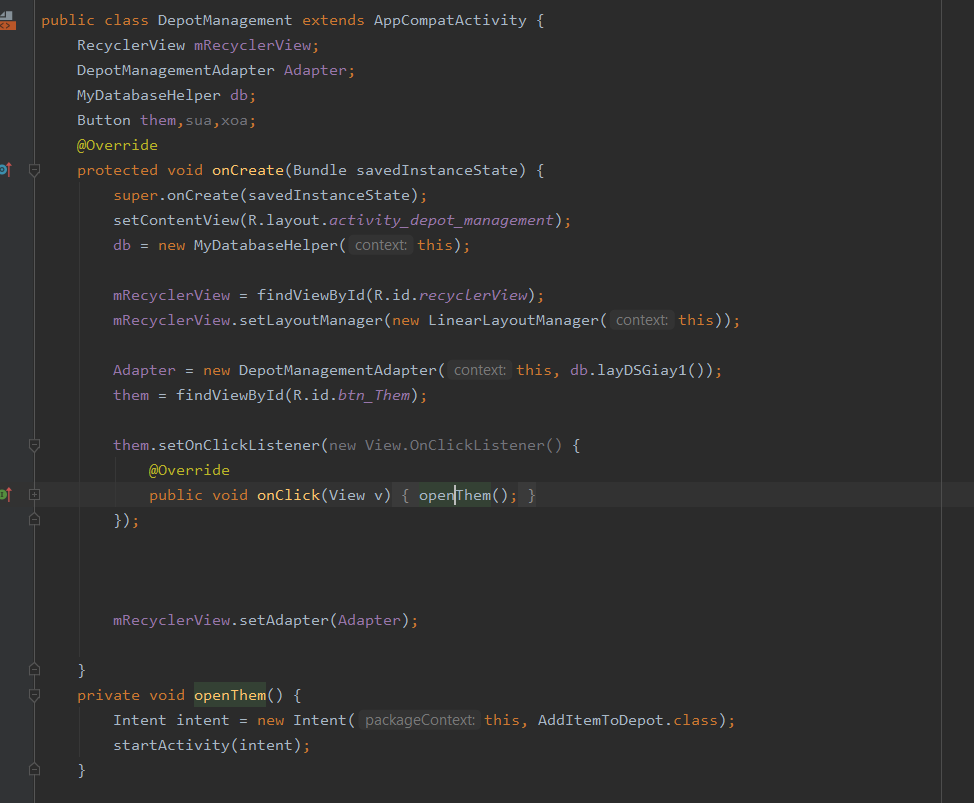 public class DepotManagement extends AppCompatActivity {
RecyclerView mRecyclerView;
DepotManagementAdapter Adapter;
MyDatabaseHelper db;
Button them,sua,xoa;
@Override
protected void onCreate(Bundle savedInstanceState) {
super.onCreate(savedInstanceState);
setContentView(R.layout.activity_depot_management);
db = new MyDatabaseHelper( context: this);
mRecyclerView = findViewById(R.id.recyclerView);
mRecyclerView.setLayoutManager(new LinearLayoutManager( context: this));
Adapter = new DepotManagementAdapter( context: this, db.layDSGiay1());
them = findViewById(R.id.btn_Them);
them.setOnClickListener(new View.OnClickListener() {
@Override
public void onClick(View v) { openThem(); }
});
mRecyclerView.setAdapter(Adapter);
}
private void openThem() {
Intent intent = new Intent( packageContext: this, AddItemToDepot.class);
startActivity(intent);
}